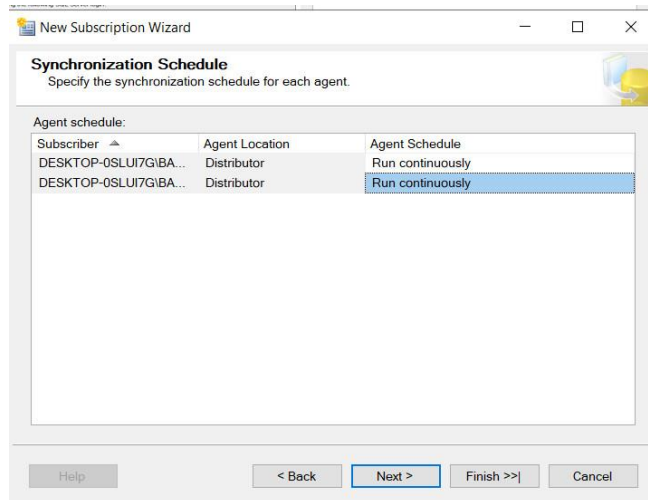 New Subscription Wizard
Synchronization Schedule
Specify the synchronization schedule for each agent.
Agent schedule:
Subscriber Agent Location Agent Schedule
DESKTOP-0SLUI7G\BA... Distributor Run continuously
DESKTOP-0SLUI7G\BA... Distributor Run continuously
Help < Back Next > Finish >>| Cancel